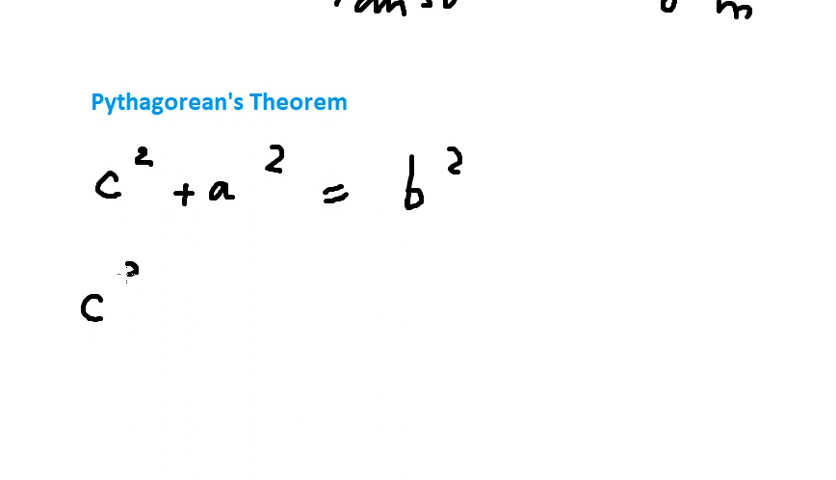 Pythagorean's Theorem
c² + a² = b²
c²